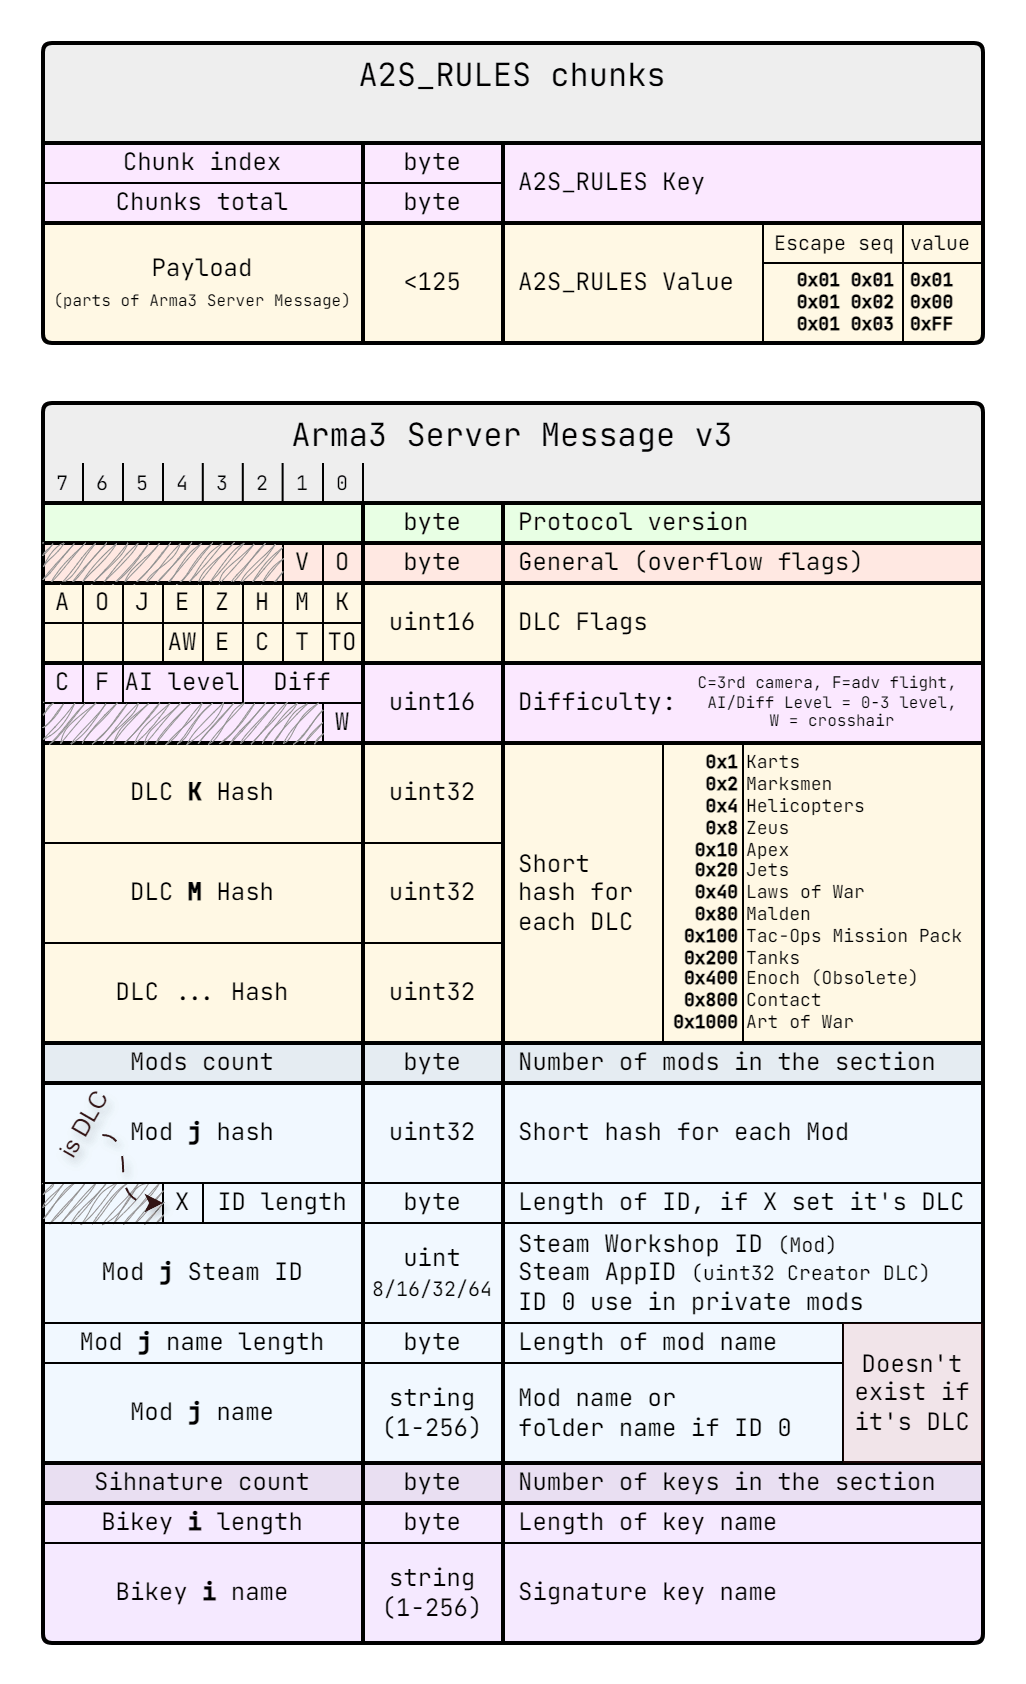 A2S_RULES chunks
Chunk index
byte
A2S_RULES Key
Chunks total
byte
Payload
(parts of Arma3 Server Message)
<125
A2S_RULES Value
Escape seq
value
0x01 0x01
0x01
0x01 0x02
0x00
0x01 0x03
0xFF
Arma3 Server Message v3
7 6 5 4 3 2 1 0
byte
Protocol version
V O
byte
General (overflow flags)
A O J E Z H M K
AW E C T TO
uint16
DLC Flags
C F AI level Diff
W
uint16
Difficulty:
C=3rd camera, F=adv flight,
AI/Diff Level = 0-3 level,
W = crosshair
DLC K Hash
uint32
DLC M Hash
uint32
DLC ... Hash
uint32
Short
hash for
each DLC
0x1 Karts
0x2 Marksmen
0x4 Helicopters
0x8 Zeus
0x10 Apex
0x20 Jets
0x40 Laws of War
0x80 Malden
0x100 Tac-Ops Mission Pack
0x200 Tanks
0x400 Enoch (Obsolete)
0x800 Contact
0x1000 Art of War
Mods count
byte
Number of mods in the section
is DLC
Mod j hash
uint32
Short hash for each Mod
X ID length
byte
Length of ID, if X set it's DLC
Mod j Steam ID
uint
8/16/32/64
Steam Workshop ID (Mod)
Steam AppID (uint32 Creator DLC)
ID 0 use in private mods
Mod j name length
byte
Length of mod name
Mod j name
string
(1-256)
Mod name or
folder name if ID 0
Doesn't
exist if
it's DLC
Sihnature count
byte
Number of keys in the section
Bikey i length
byte
Length of key name
Bikey i name
string
(1-256)
Signature key name